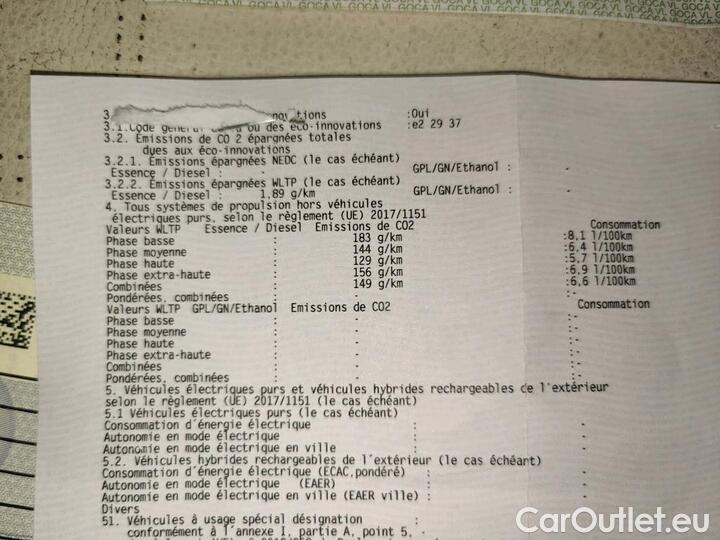 GOCA VL GOCA VL GOCA VL GOCA VL GOCA VL GOCA VL
3. innovations :Oui
3.1.Code général du/ou des éco-innovations :e2 29 37
3.2. Emissions de CO 2 épargnées totales
dues aux éco-innovations
3.2.1. Emissions épargnées NEDC (le cas échéant)
Essence / Diesel : - GPL/GN/Ethanol : -
3.2.2. Emissions épargnées WLTP (le cas échéant)
Essence / Diesel : 1,89 g/km GPL/GN/Ethanol : -
4. Tous systèmes de propulsion hors véhicules
électriques purs, selon le règlement (UE) 2017/1151
Valeurs WLTP Essence / Diesel Emissions de CO2 Consommation
Phase basse : 183 g/km :8,1 l/100km
Phase moyenne : 144 g/km :6,4 l/100km
Phase haute : 129 g/km :5,7 l/100km
Phase extra-haute : 156 g/km :6,9 l/100km
Combinées : 149 g/km :6,6 l/100km
Pondérées, combinées : - :-
Valeurs WLTP GPL/GN/Ethanol Emissions de CO2 Consommation
Phase basse : - :-
Phase moyenne : - :-
Phase haute : - :-
Phase extra-haute : - :-
Combinées : - :-
Pondérées, combinées : - :-
5. Véhicules électriques purs et véhicules hybrides rechargeables de l'extérieur
selon le règlement (UE) 2017/1151 (le cas échéant)
5.1 Véhicules électriques purs (le cas échéant)
Consommation d'énergie électrique : -
Autonomie en mode électrique : -
Autonomie en mode électrique en ville : -
5.2. Véhicules hybrides rechargeables de l'extérieur (le cas échéant)
Consommation d'énergie électrique (ECAC,pondéré) : -
Autonomie en mode électrique (EAER) : -
Autonomie en mode électrique en ville (EAER ville) : -
Divers
51. Véhicules à usage spécial désignation :
conformément à l'annexe I, partie A, point 5, -
CarOutlet.eu